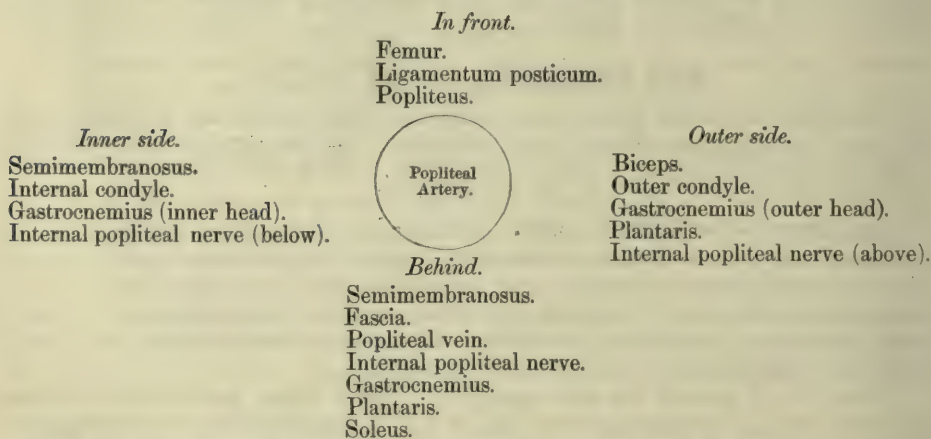 In front.
Femur.
Ligamentum posticum.
Popliteus.
Inner side.
Semimembranosus.
Internal condyle.
Gastrocnemius (inner head).
Internal popliteal nerve (below).
Popliteal
Artery.
Outer side.
Biceps.
Outer condyle.
Gastrocnemius (outer head).
Plantaris.
Internal popliteal nerve (above).
Behind.
Semimembranosus.
Fascia.
Popliteal vein.
Internal popliteal nerve.
Gastrocnemius.
Plantaris.
Soleus.